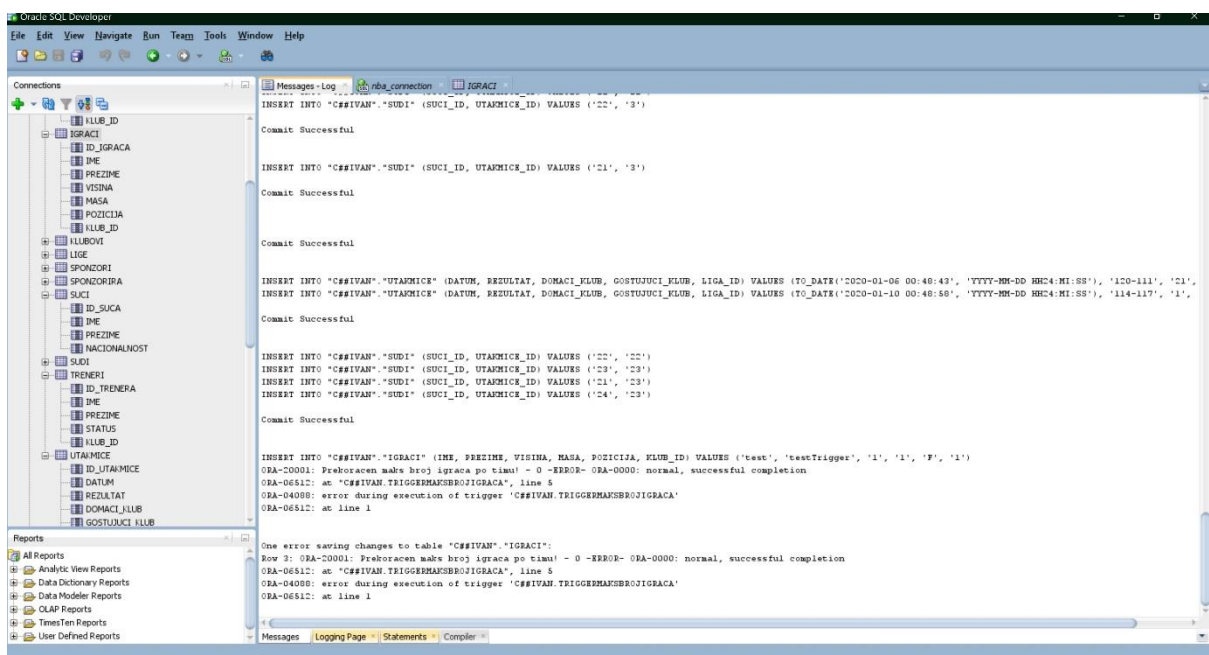 Oracle SQL Developer
File Edit View Navigate Run Team Tools Window Help
Connections
KLUB_ID
IGRACI
ID_IGRACA
IME
PREZIME
VISINA
MASA
POZICIJA
KLUB_ID
KLUBOVI
LIGE
SPONZORI
SPONZORIRA
SUCI
ID_SUCA
IME
PREZIME
NACIONALNOST
SUDI
TRENERI
ID_TRENERA
IME
PREZIME
STATUS
KLUB_ID
UTAKMICE
ID_UTAKMICE
DATUM
REZULTAT
DOMACI_KLUB
GOSTUJUCI_KLUB
Reports
All Reports
Analytic View Reports
Data Dictionary Reports
Data Modeler Reports
OLAP Reports
TimesTen Reports
User Defined Reports
Messages - Log nba_connection IGRACI
INSERT INTO "C##IVAN"."SUDI" (SUCI_ID, UTAKMICE_ID) VALUES ('22', '3')
Commit Successful
INSERT INTO "C##IVAN"."SUDI" (SUCI_ID, UTAKMICE_ID) VALUES ('21', '3')
Commit Successful
Commit Successful
INSERT INTO "C##IVAN"."UTAKMICE" (DATUM, REZULTAT, DOMACI_KLUB, GOSTUJUCI_KLUB, LIGA_ID) VALUES (TO_DATE('2020-01-06 00:48:43', 'YYYY-MM-DD HH24:MI:SS'), '120-111', '21',
INSERT INTO "C##IVAN"."UTAKMICE" (DATUM, REZULTAT, DOMACI_KLUB, GOSTUJUCI_KLUB, LIGA_ID) VALUES (TO_DATE('2020-01-10 00:48:58', 'YYYY-MM-DD HH24:MI:SS'), '114-117', '1',
Commit Successful
INSERT INTO "C##IVAN"."SUDI" (SUCI_ID, UTAKMICE_ID) VALUES ('22', '22')
INSERT INTO "C##IVAN"."SUDI" (SUCI_ID, UTAKMICE_ID) VALUES ('23', '23')
INSERT INTO "C##IVAN"."SUDI" (SUCI_ID, UTAKMICE_ID) VALUES ('21', '23')
INSERT INTO "C##IVAN"."SUDI" (SUCI_ID, UTAKMICE_ID) VALUES ('24', '23')
Commit Successful
INSERT INTO "C##IVAN"."IGRACI" (IME, PREZIME, VISINA, MASA, POZICIJA, KLUB_ID) VALUES ('test', 'testTrigger', '1', '1', 'F', '1')
ORA-20001: Prekoracen maks broj igraca po timu! - 0 -ERROR- ORA-0000: normal, successful completion
ORA-06512: at "C##IVAN.TRIGGERMAKSBROJIGRACA", line 5
ORA-04088: error during execution of trigger 'C##IVAN.TRIGGERMAKSBROJIGRACA'
ORA-06512: at line 1
One error saving changes to table "C##IVAN"."IGRACI":
Row 3: ORA-20001: Prekoracen maks broj igraca po timu! - 0 -ERROR- ORA-0000: normal, successful completion
ORA-06512: at "C##IVAN.TRIGGERMAKSBROJIGRACA", line 5
ORA-04088: error during execution of trigger 'C##IVAN.TRIGGERMAKSBROJIGRACA'
ORA-06512: at line 1
Messages Logging Page Statements Compiler